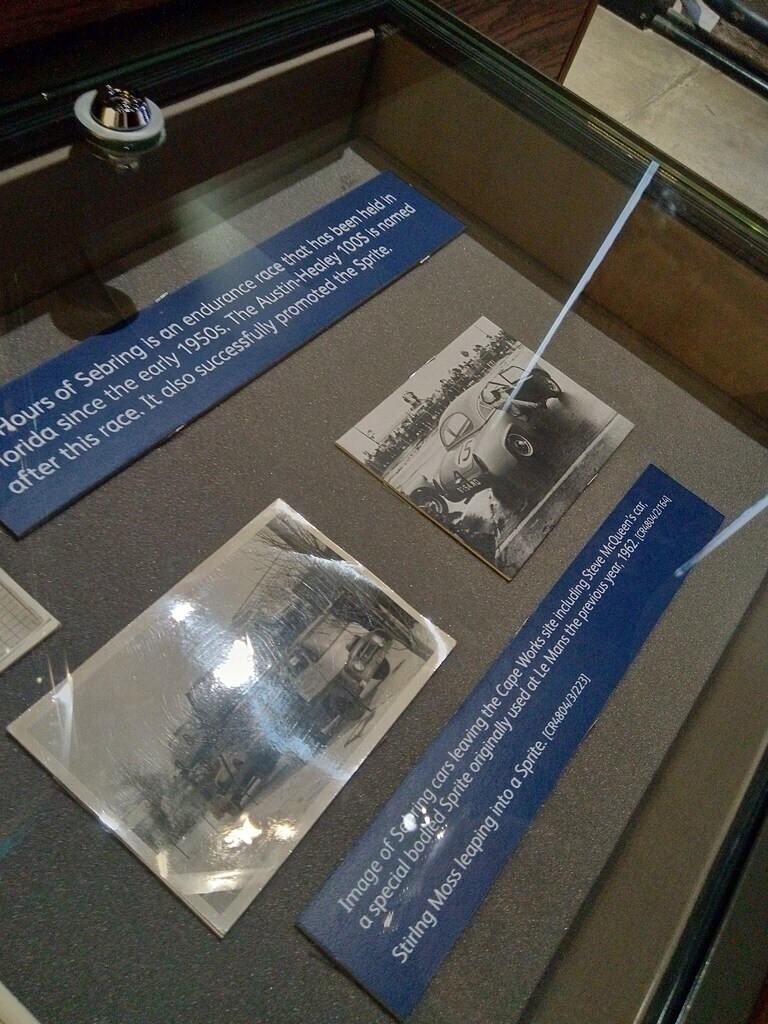 Hours of Sebring is an endurance race that has been held in
lorida since the early 1950s. The Austin-Healey 100S is named
after this race. It also successfully promoted the Sprite.
15
Image of Sebring cars leaving the Cape Works site including Steve McQueen's car,
a special bodied Sprite originally used at Le Mans the previous year, 1962. [CR4804/2/164]
Stirling Moss leaping into a Sprite. [CR4804/3/223]